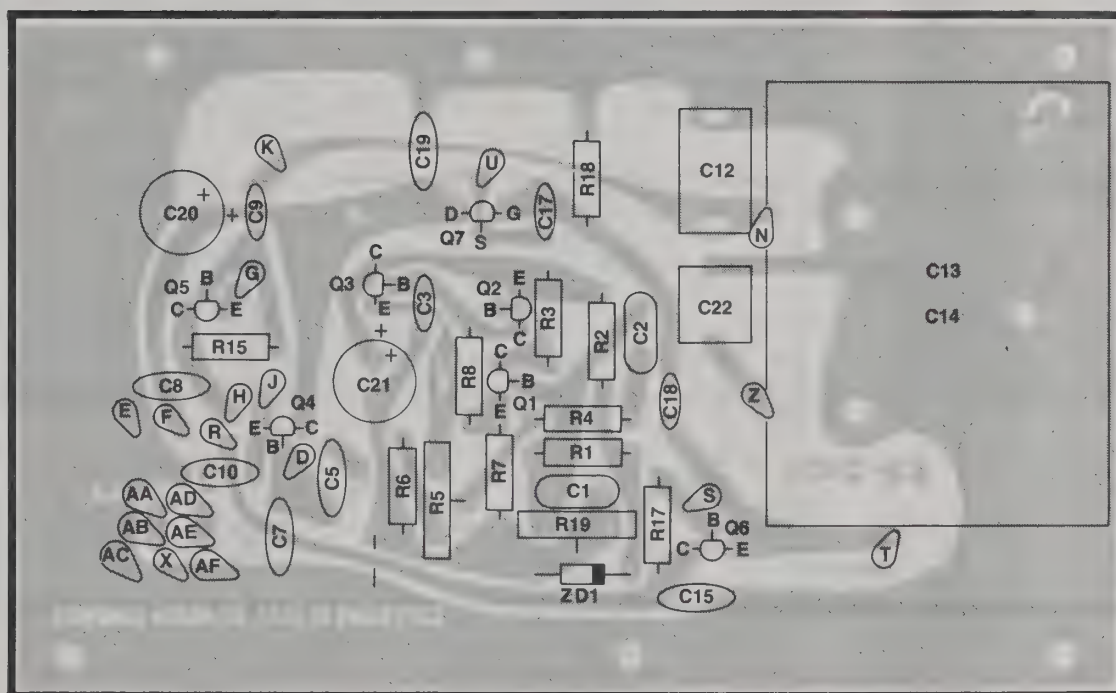 K
C19
U
R18
C12
C20
+
+
C9
D
G
S
Q7
C17
N
C13
C14
Q5
B
C
E
G
Q3
C
B
E
C3
Q2
E
B
C
R3
R2
C2
C22
R15
+
+
C21
R8
C
B
E
Q1
C18
Z
C8
E
F
H
J
R
Q4
E
C
B
D
R4
R1
C10
C5
R6
R5
R7
C1
R19
R17
S
B
Q6
C
E
T
AA
AD
AB
AE
AC
X
AF
C7
ZD1
C15